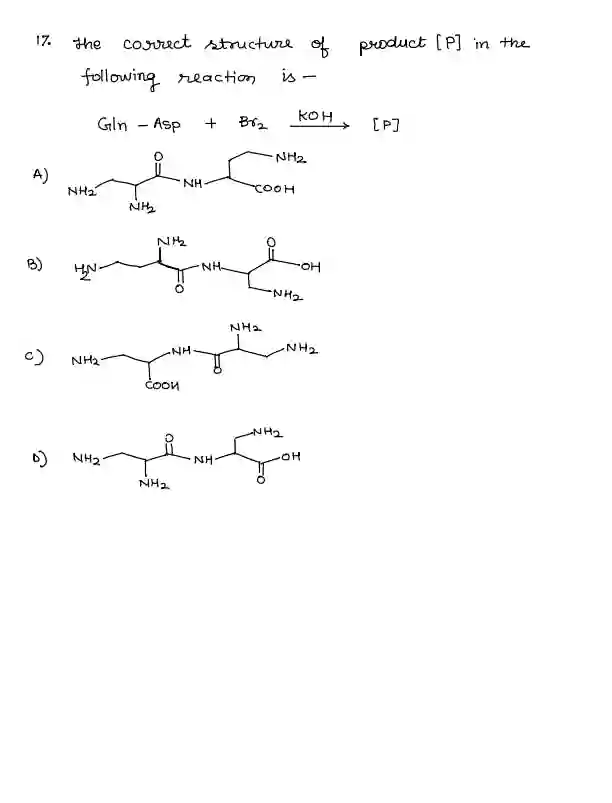 17. The correct structure of product [P] in the
following reaction is –
Gln – Asp + Br2 KOH [P]
A) NH2 NH2 O NH NH2 COOH
B) H2N NH2 O NH O OH NH2
C) NH2 COOH NH O NH2 NH2
D) NH2 NH2 O NH NH2 OH O